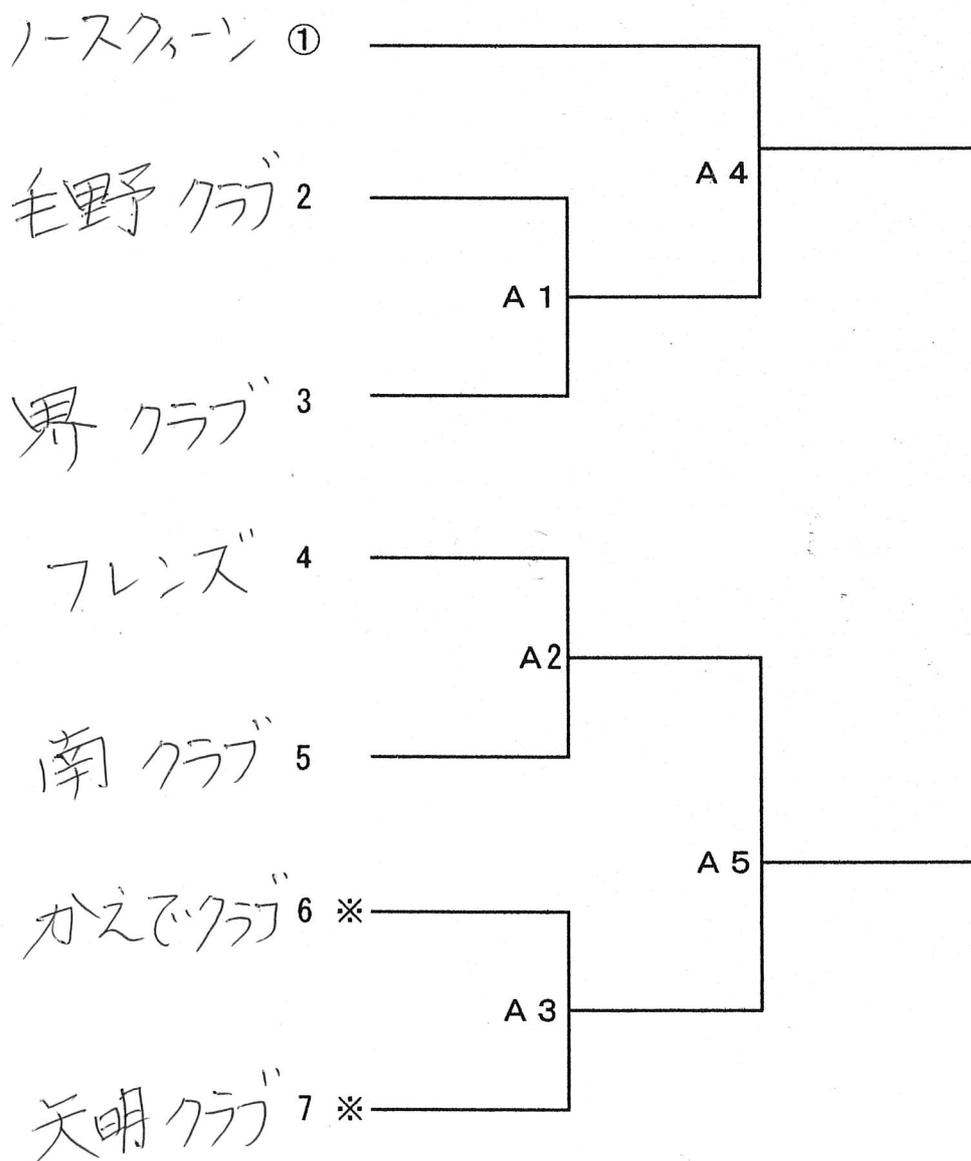 ノースクィーン ①
A 4
毛野 クラブ 2
A 1
界 クラブ 3
フレンズ 4
A2
南 クラブ 5
A 5
かえでクラブ 6 ※
A 3
矢明クラブ 7 ※